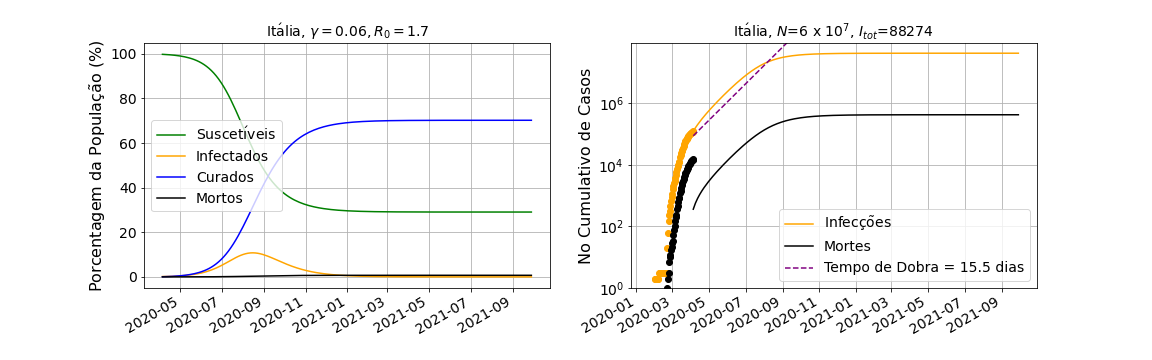 Itália, γ = 0.06, R₀ = 1.7
Porcentagem da População (%)
100
80
60
40
20
0
Suscetíveis
Infectados
Curados
Mortos
2020-05
2020-07
2020-09
2020-11
2021-01
2021-03
2021-05
2021-07
2021-09
Itália, N=6 x 10⁷, Iₜₒₜ=88274
No Cumulativo de Casos
10⁶
10⁴
10²
10⁰
Infecções
Mortes
Tempo de Dobra = 15.5 dias
2020-01
2020-03
2020-05
2020-07
2020-09
2020-11
2021-01
2021-03
2021-05
2021-07
2021-09